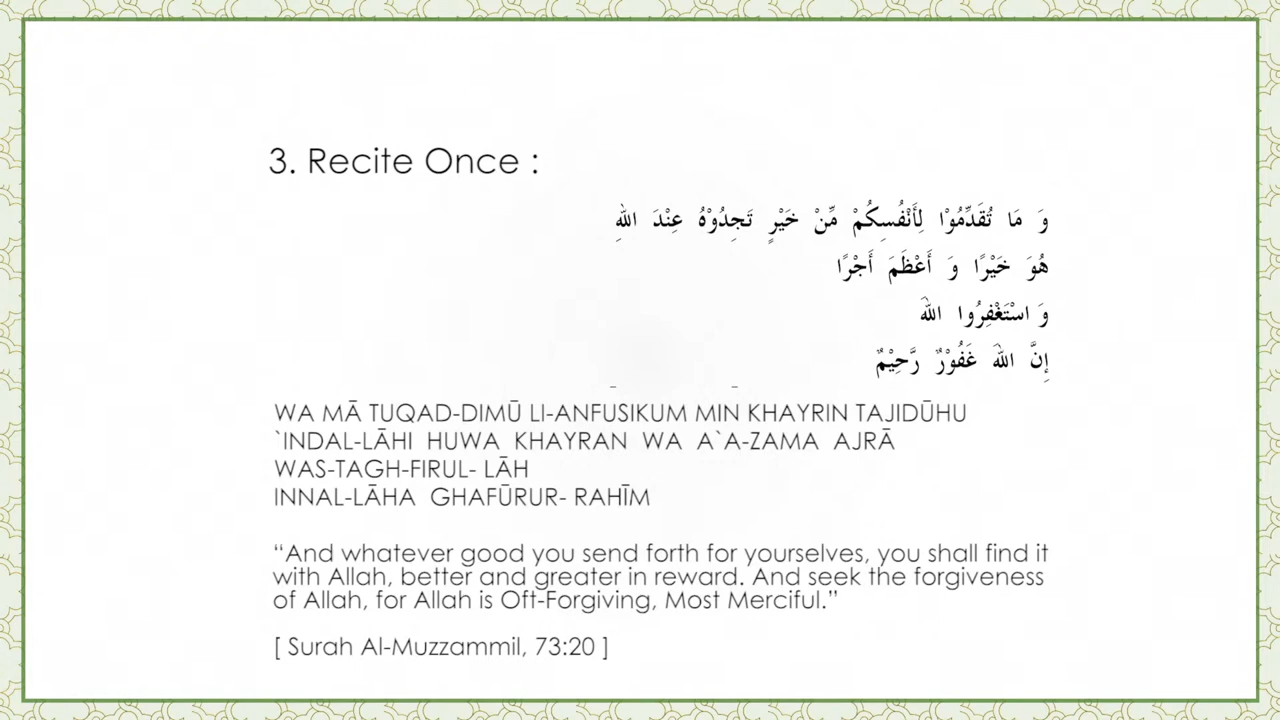 3. Recite Once :
وَ مَا تُقَدِّمُوْا لِأَنْفُسِكُمْ مِّنْ خَيْرٍ تَجِدُوْهُ عِنْدَ اللهِ
هُوَ خَيْرًا وَ أَعْظَمَ أَجْرًا
وَ اسْتَغْفِرُوا اللهَ
إِنَّ اللهَ غَفُوْرٌ رَّحِيْمٌ
WA MĀ TUQAD-DIMŪ LI-ANFUSIKUM MIN KHAYRIN TAJIDŪHU
`INDAL-LĀHI HUWA KHAYRAN WA A`A-ZAMA AJRĀ
WAS-TAGH-FIRUL- LĀH
INNAL-LĀHA GHAFŪRUR- RAHĪM
“And whatever good you send forth for yourselves, you shall find it
with Allah, better and greater in reward. And seek the forgiveness
of Allah, for Allah is Oft-Forgiving, Most Merciful.”
[ Surah Al-Muzzammil, 73:20 ]